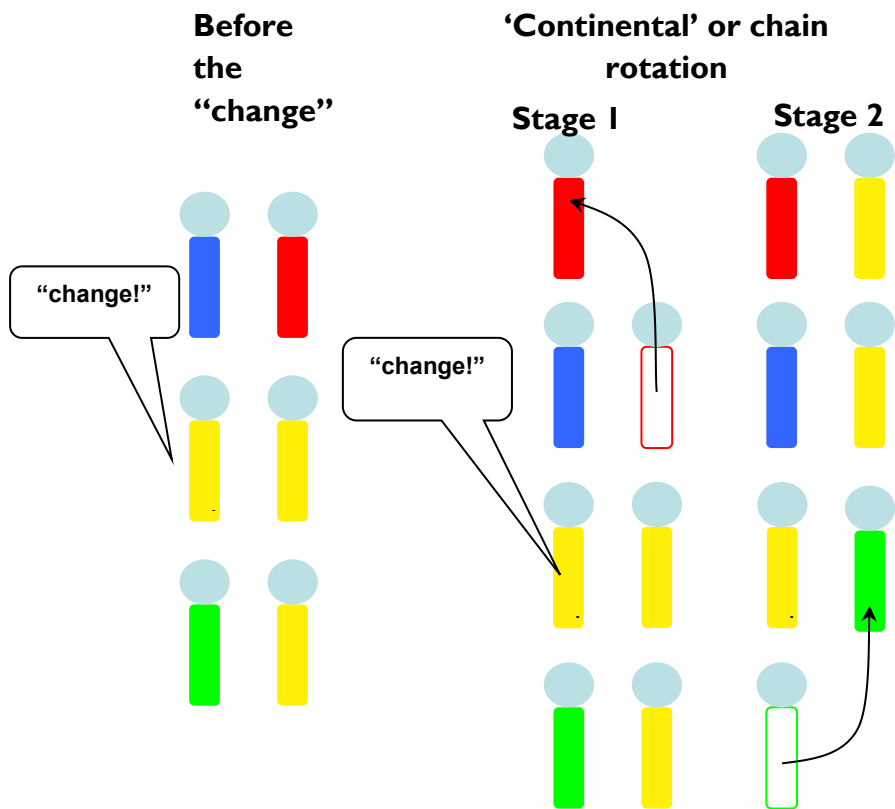 Before
the
“change”
‘Continental’ or chain
rotation
Stage 1
Stage 2
“change!”
“change!”